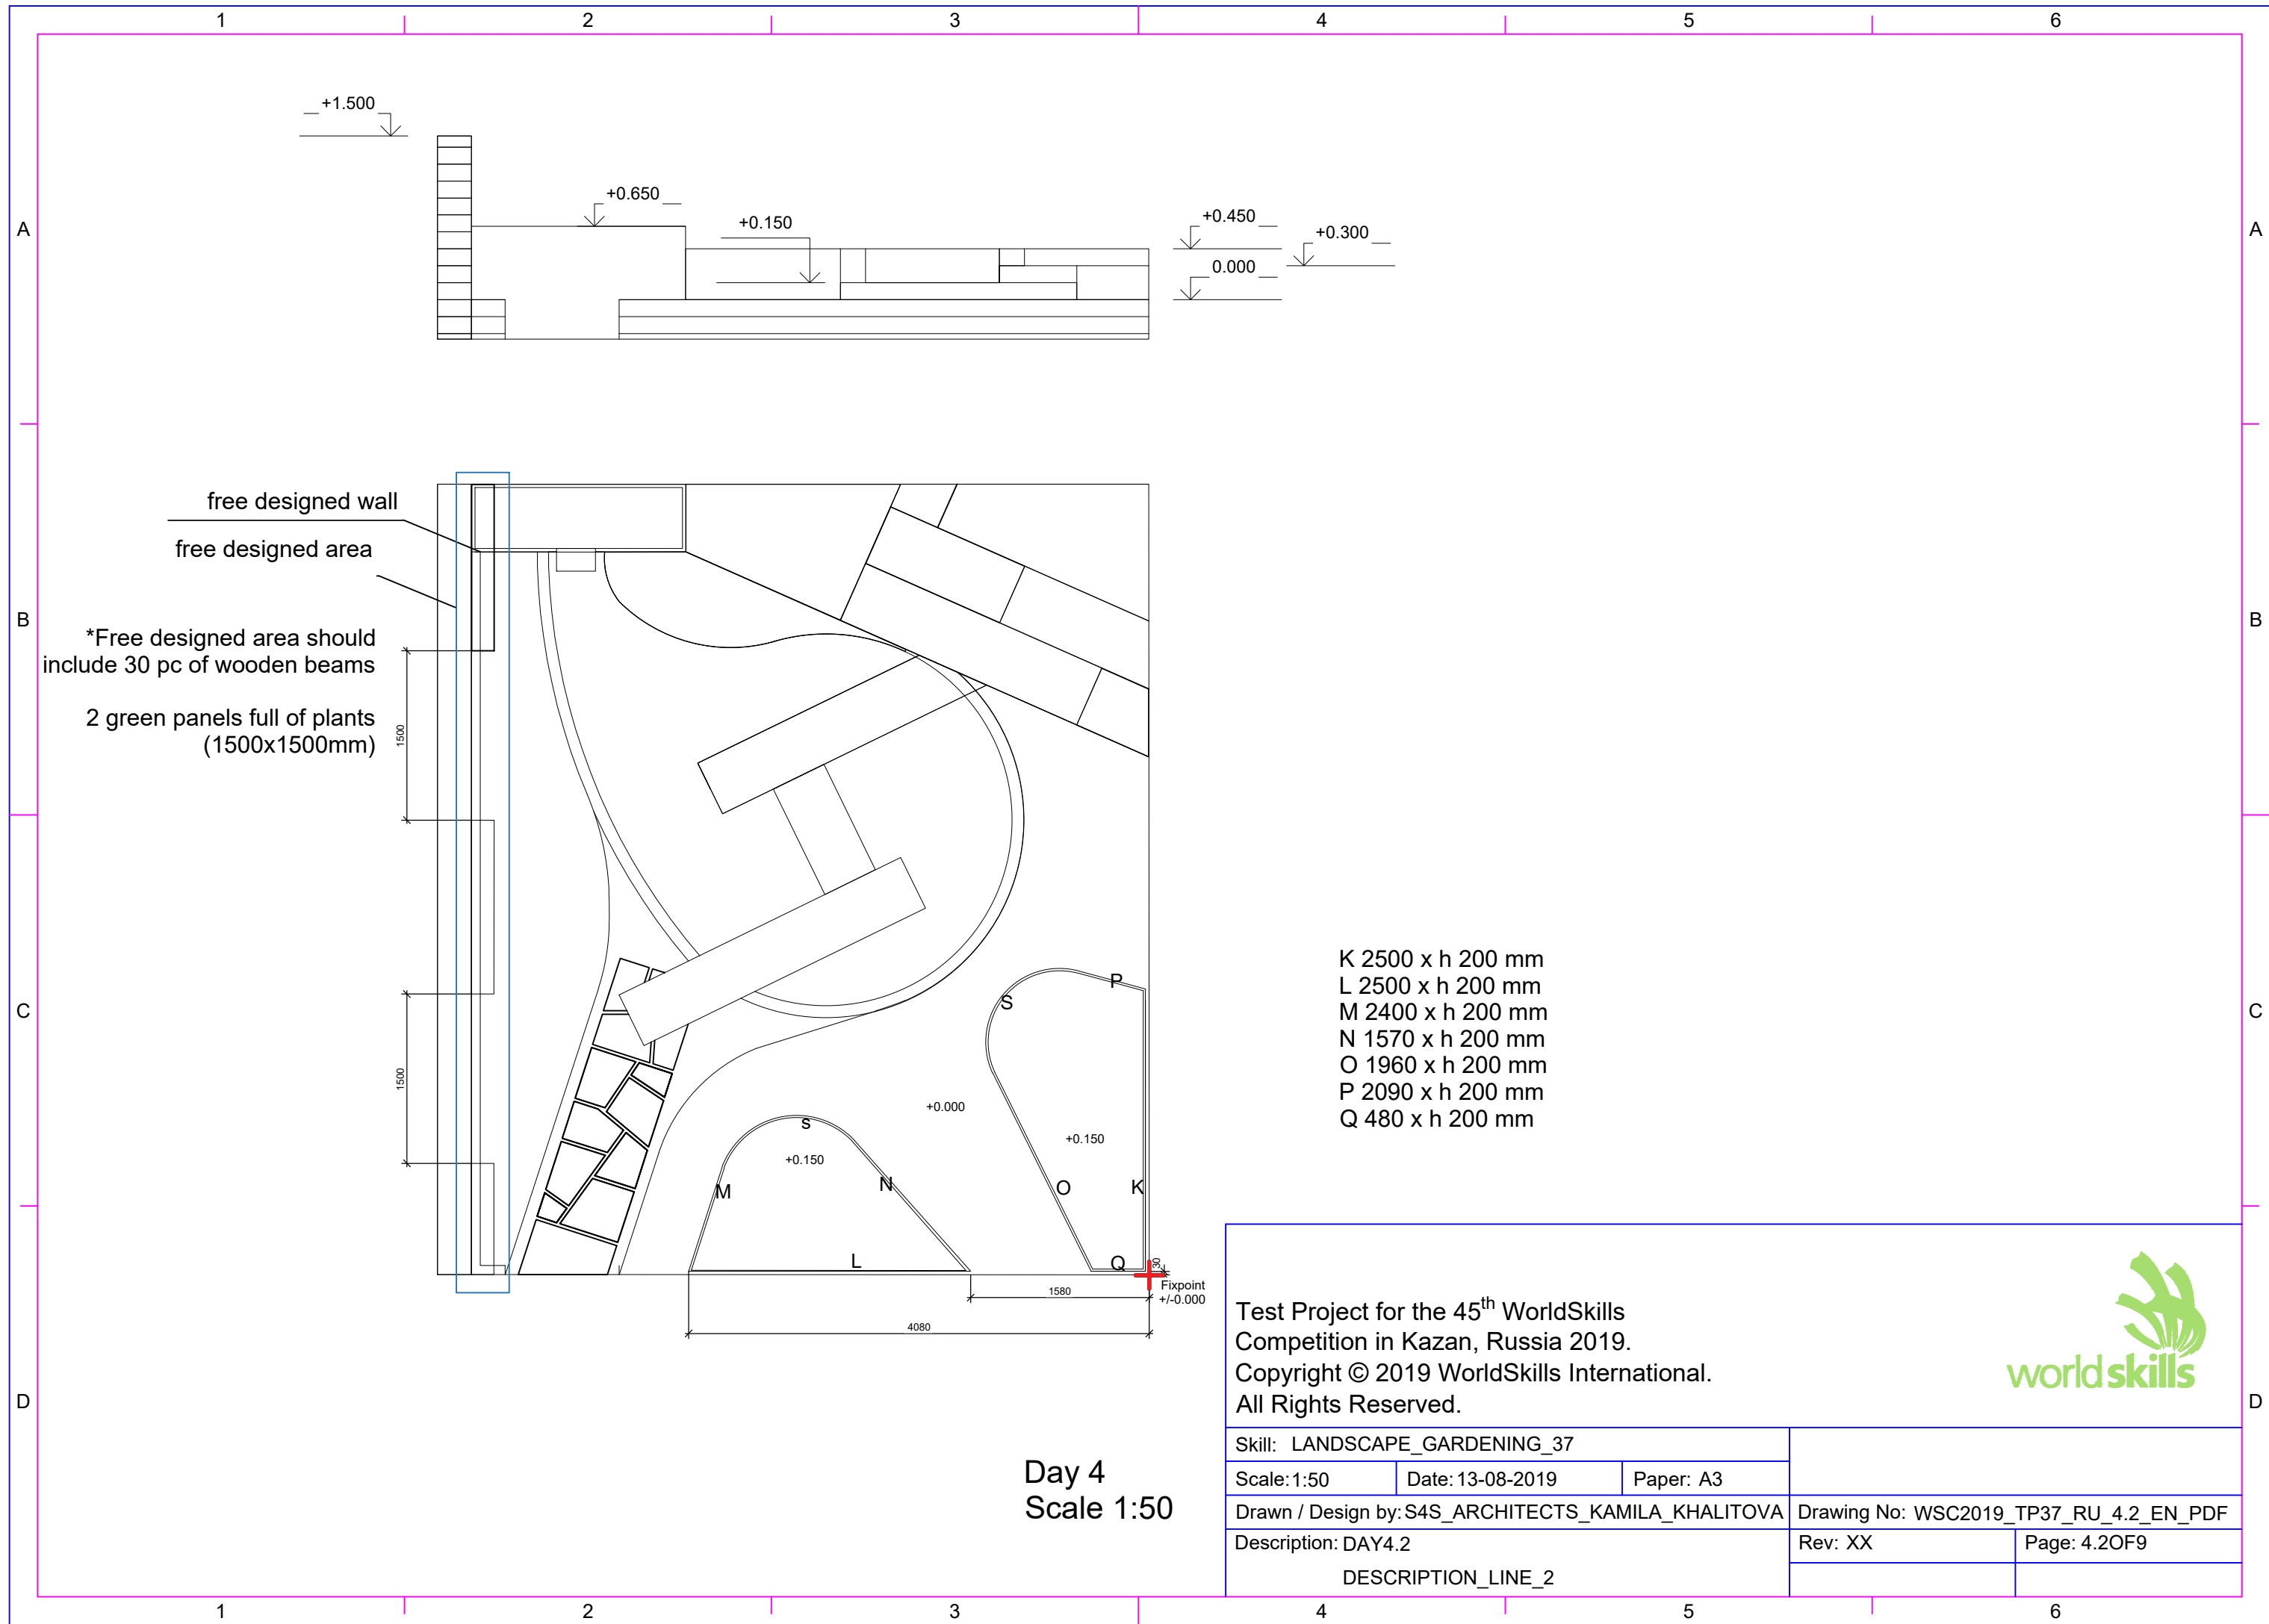 1 2 3 4 5 6
+1.500
+0.650
+0.150
+0.450
+0.300
0.000
A A
free designed wall
free designed area
*Free designed area should
include 30 pc of wooden beams
2 green panels full of plants
(1500x1500mm)
1500
1500
B B
K 2500 x h 200 mm
L 2500 x h 200 mm
M 2400 x h 200 mm
N 1570 x h 200 mm
O 1960 x h 200 mm
P 2090 x h 200 mm
Q 480 x h 200 mm
P
S
C C
+0.000
s
+0.150
+0.150
M
N
O
K
L
Q
30
Fixpoint
+/-0.000
1580
4080
Day 4
Scale 1:50
Test Project for the 45th WorldSkills
Competition in Kazan, Russia 2019.
Copyright © 2019 WorldSkills International.
All Rights Reserved.
worldskills
D D
Skill: LANDSCAPE_GARDENING_37
Scale: 1:50 Date: 13-08-2019 Paper: A3
Drawn / Design by: S4S_ARCHITECTS_KAMILA_KHALITOVA Drawing No: WSC2019_TP37_RU_4.2_EN_PDF
Description: DAY4.2 Rev: XX Page: 4.2OF9
DESCRIPTION_LINE_2
1 2 3 4 5 6